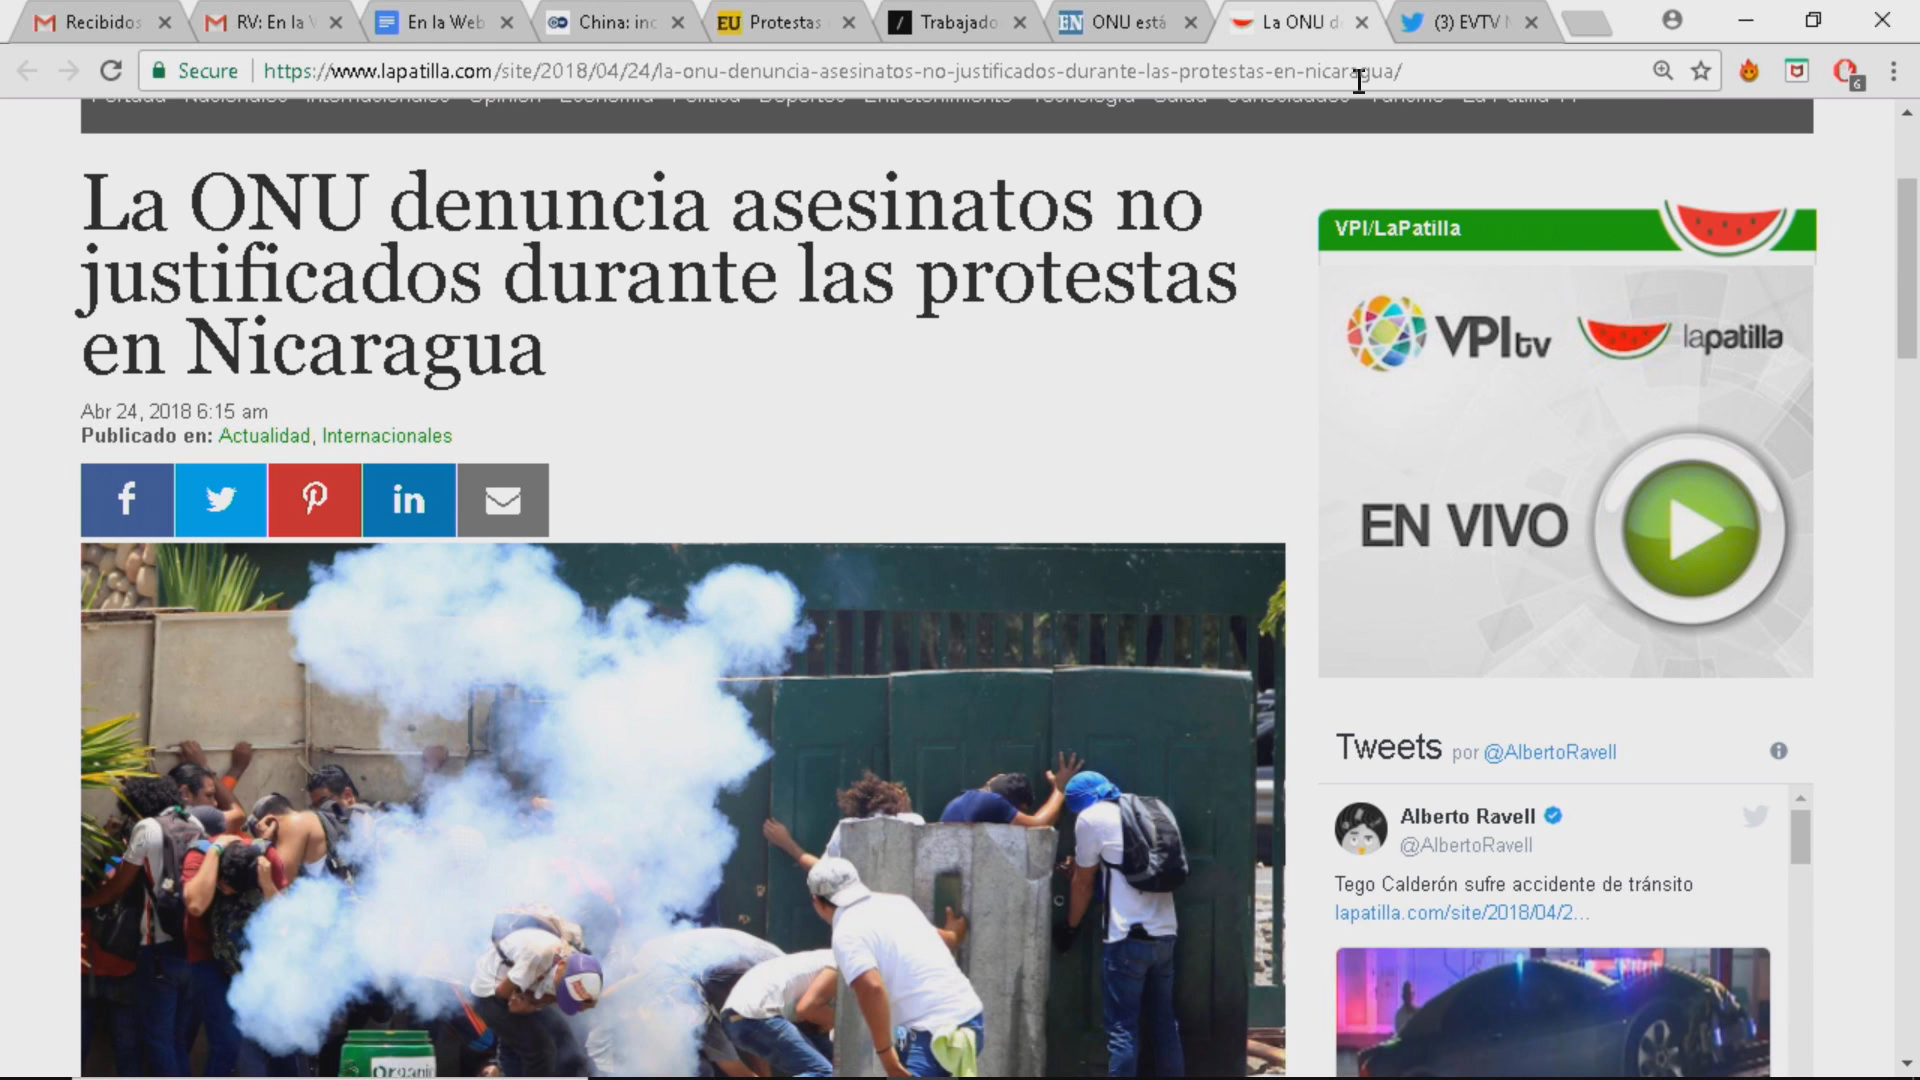 Recibidos
RV: En la
En la Web
China: inc
EU Protestas
Trabajado
EN ONU está
La ONU d
(3) EVTV
Secure
https://www.lapatilla.com/site/2018/04/24/la-onu-denuncia-asesinatos-no-justificados-durante-las-protestas-en-nicaragua/
6
La ONU denuncia asesinatos no
justificados durante las protestas
en Nicaragua
Abr 24, 2018 6:15 am
Publicado en: Actualidad, Internacionales
VPI/LaPatilla
VPItv lapatilla
EN VIVO
Tweets por @AlbertoRavell
Alberto Ravell
@AlbertoRavell
Tego Calderón sufre accidente de tránsito
lapatilla.com/site/2018/04/2...